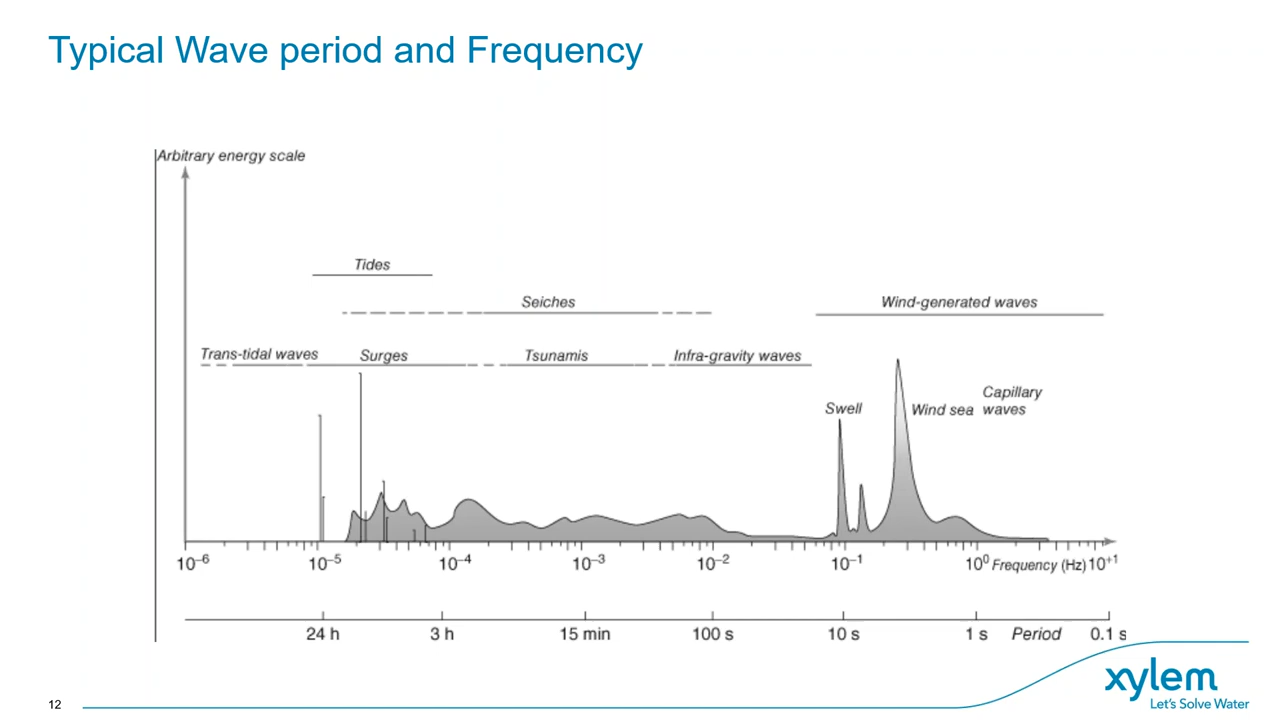 Typical Wave period and Frequency
Arbitrary energy scale
Tides
Seiches
Wind-generated waves
Trans-tidal waves
Surges
Tsunamis
Infra-gravity waves
Capillary
Swell
Wind sea
waves
10⁻⁶
10⁻⁵
10⁻⁴
10⁻³
10⁻²
10⁻¹
10⁰
Frequency (Hz)
10⁺¹
24 h
3 h
15 min
100 s
10 s
1 s
Period
0.1 s
xylem
Let's Solve Water
12